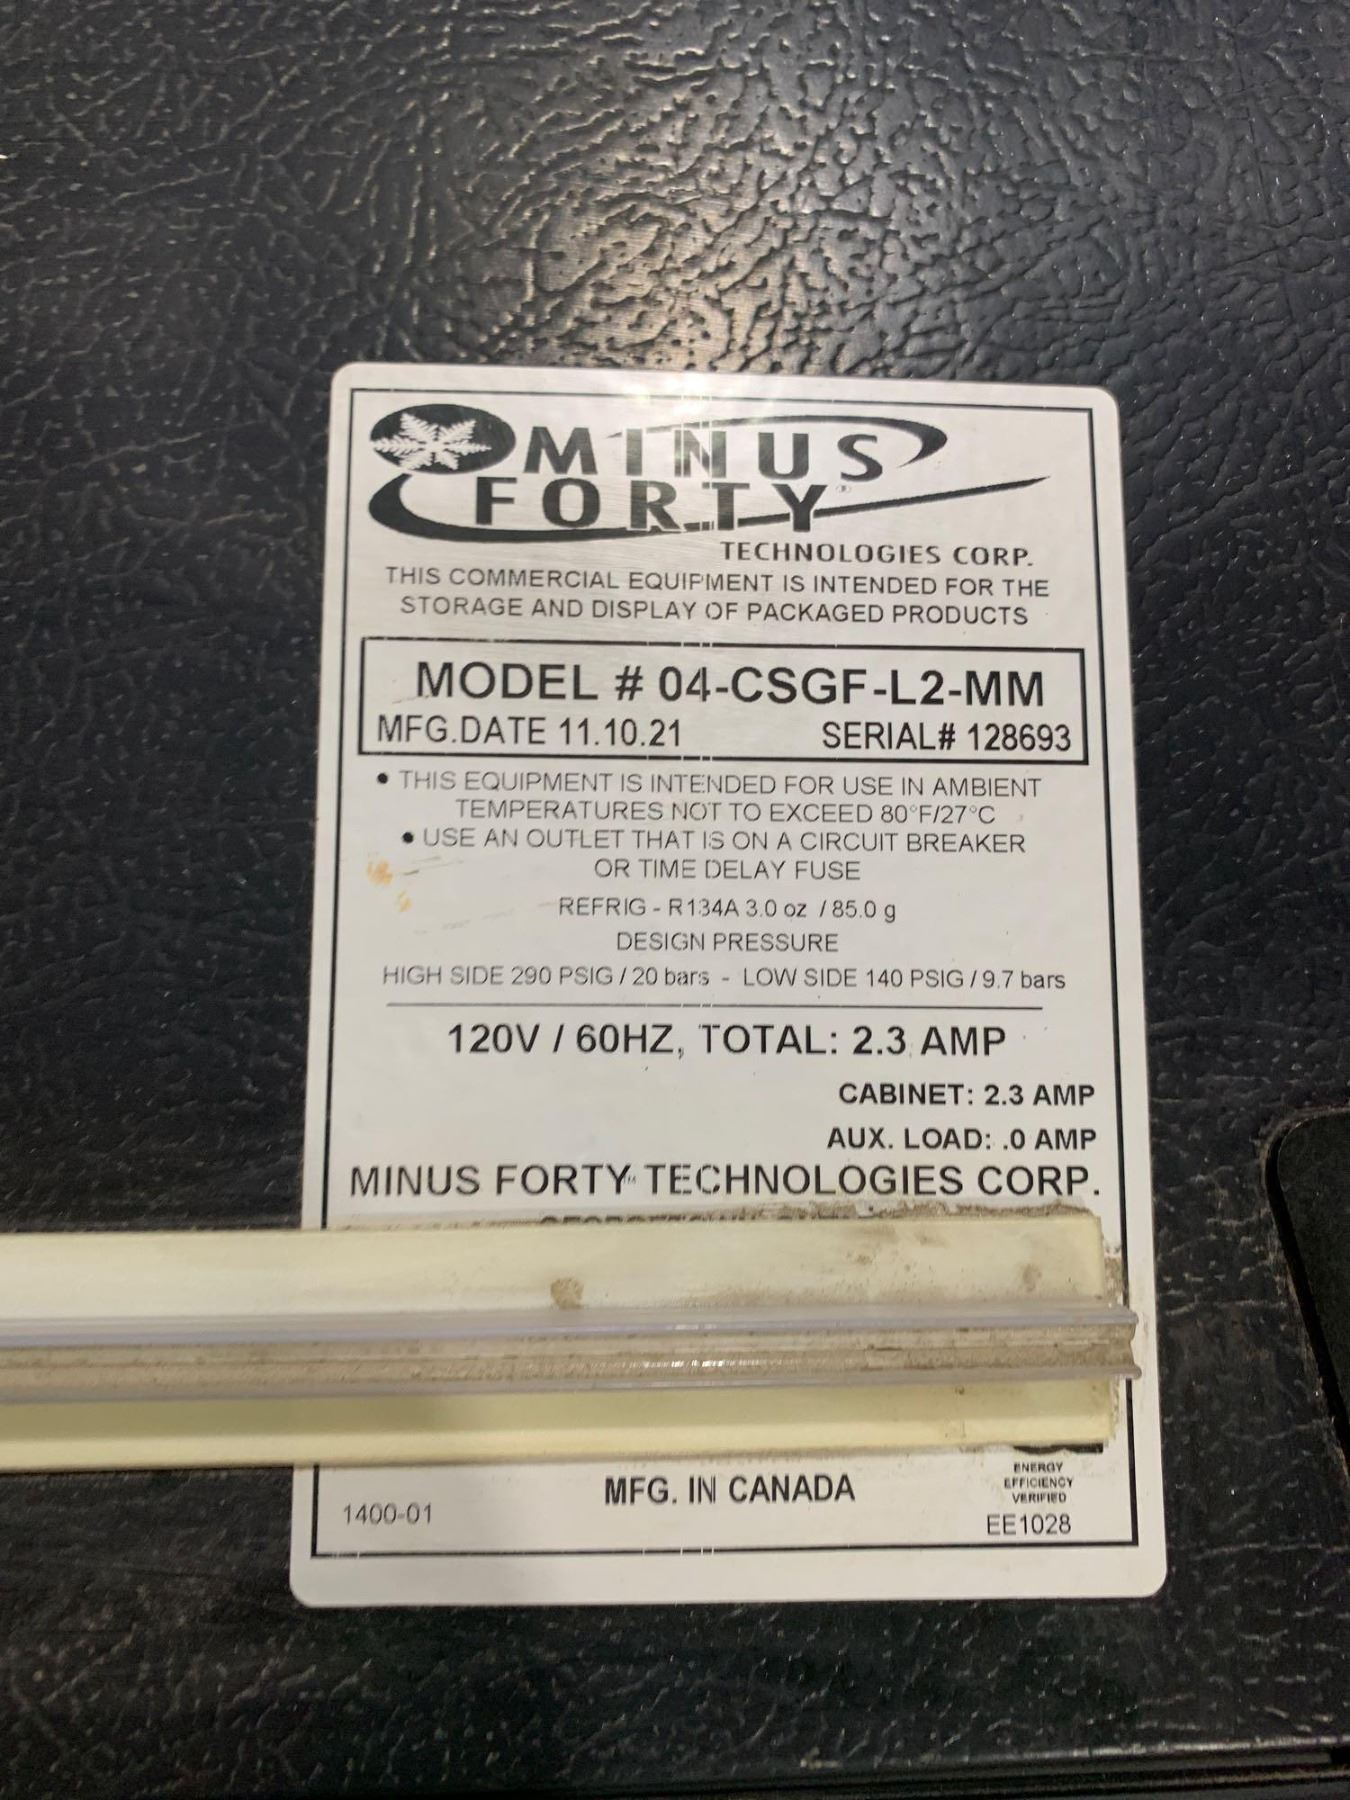 MINUS
FORTY®
TECHNOLOGIES CORP.
THIS COMMERCIAL EQUIPMENT IS INTENDED FOR THE
STORAGE AND DISPLAY OF PACKAGED PRODUCTS
MODEL # 04-CSGF-L2-MM
MFG.DATE 11.10.21 SERIAL# 128693
• THIS EQUIPMENT IS INTENDED FOR USE IN AMBIENT
TEMPERATURES NOT TO EXCEED 80°F/27°C
• USE AN OUTLET THAT IS ON A CIRCUIT BREAKER
OR TIME DELAY FUSE
REFRIG - R134A 3.0 oz / 85.0 g
DESIGN PRESSURE
HIGH SIDE 290 PSIG / 20 bars - LOW SIDE 140 PSIG / 9.7 bars
120V / 60HZ, TOTAL: 2.3 AMP
CABINET: 2.3 AMP
AUX. LOAD: .0 AMP
MINUS FORTY™ TECHNOLOGIES CORP.
MFG. IN CANADA
1400-01
ENERGY
EFFICIENCY
VERIFIED
EE1028